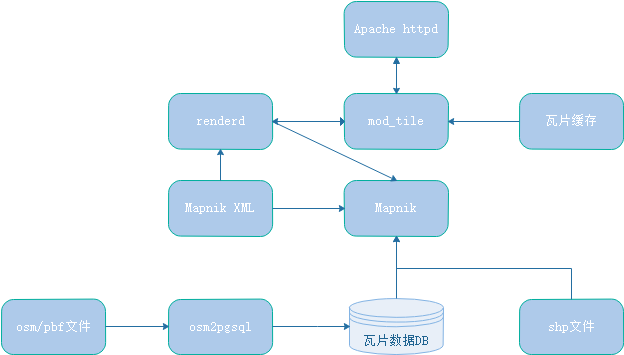 Apache httpd
renderd
mod_tile
瓦片缓存
Mapnik XML
Mapnik
osm/pbf文件
osm2pgsql
瓦片数据DB
shp文件